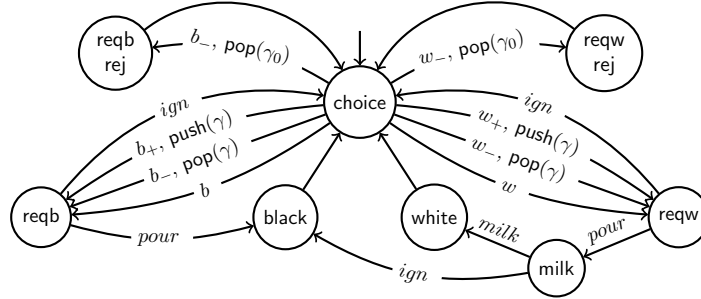 reqb
rej
b−, pop(γ0)
w−, pop(γ0)
reqw
rej
choice
ign
ign
b+, push(γ)
w+, push(γ)
b−, pop(γ)
w−, pop(γ)
b
w
reqb
black
white
reqw
pour
milk
pour
ign
milk